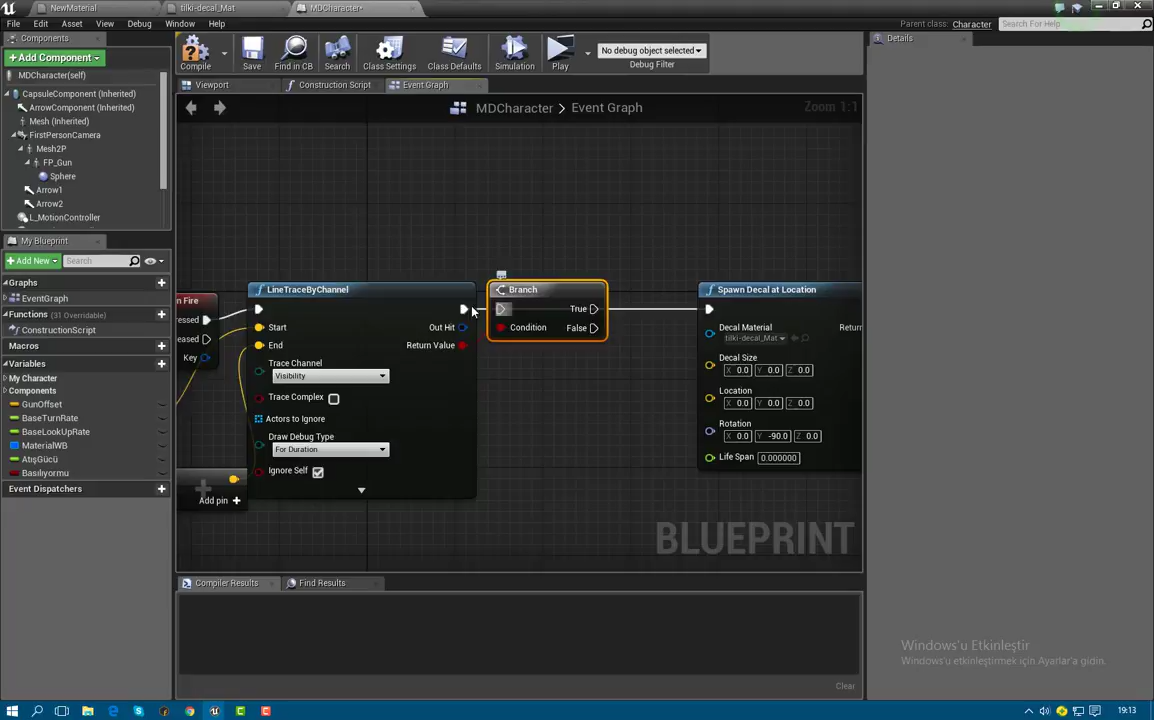 NewMaterial
tilki-decal_Mat
MDCharacter*
File Edit Asset View Debug Window Help
Parent class: Character
Search For Help
Components
Add Component
MDCharacter(self)
CapsuleComponent (Inherited)
ArrowComponent (Inherited)
Mesh (Inherited)
FirstPersonCamera
Mesh2P
FP_Gun
Sphere
Arrow1
Arrow2
L_MotionController
My Blueprint
Add New
Search
Graphs
EventGraph
Functions (31 Overridable)
ConstructionScript
Macros
Variables
My Character
Components
GunOffset
BaseTurnRate
BaseLookUpRate
MaterialWB
AtışGücü
Basılıyormu
Event Dispatchers
Compile
Save
Find in CB
Search
Class Settings
Class Defaults
Simulation
Play
No debug object selected
Debug Filter
Viewport
Construction Script
Event Graph
MDCharacter > Event Graph
Zoom 1:1
n Fire
essed
eased
Key
Add pin
LineTraceByChannel
Start
End
Out Hit
Return Value
Trace Channel
Visibility
Trace Complex
Actors to Ignore
Draw Debug Type
For Duration
Ignore Self
Branch
True
Condition
False
Spawn Decal at Location
Decal Material
tilki-decal_Mat
Retur
Decal Size
X 0.0 Y 0.0 Z 0.0
Location
X 0.0 Y 0.0 Z 0.0
Rotation
X 0.0 Y -90.0 Z 0.0
Life Span 0.000000
BLUEPRINT
Compiler Results
Find Results
Clear
Details
Windows'u Etkinleştir
Windows'u etkinleştirmek için Ayarlar'a gidin.
19:13